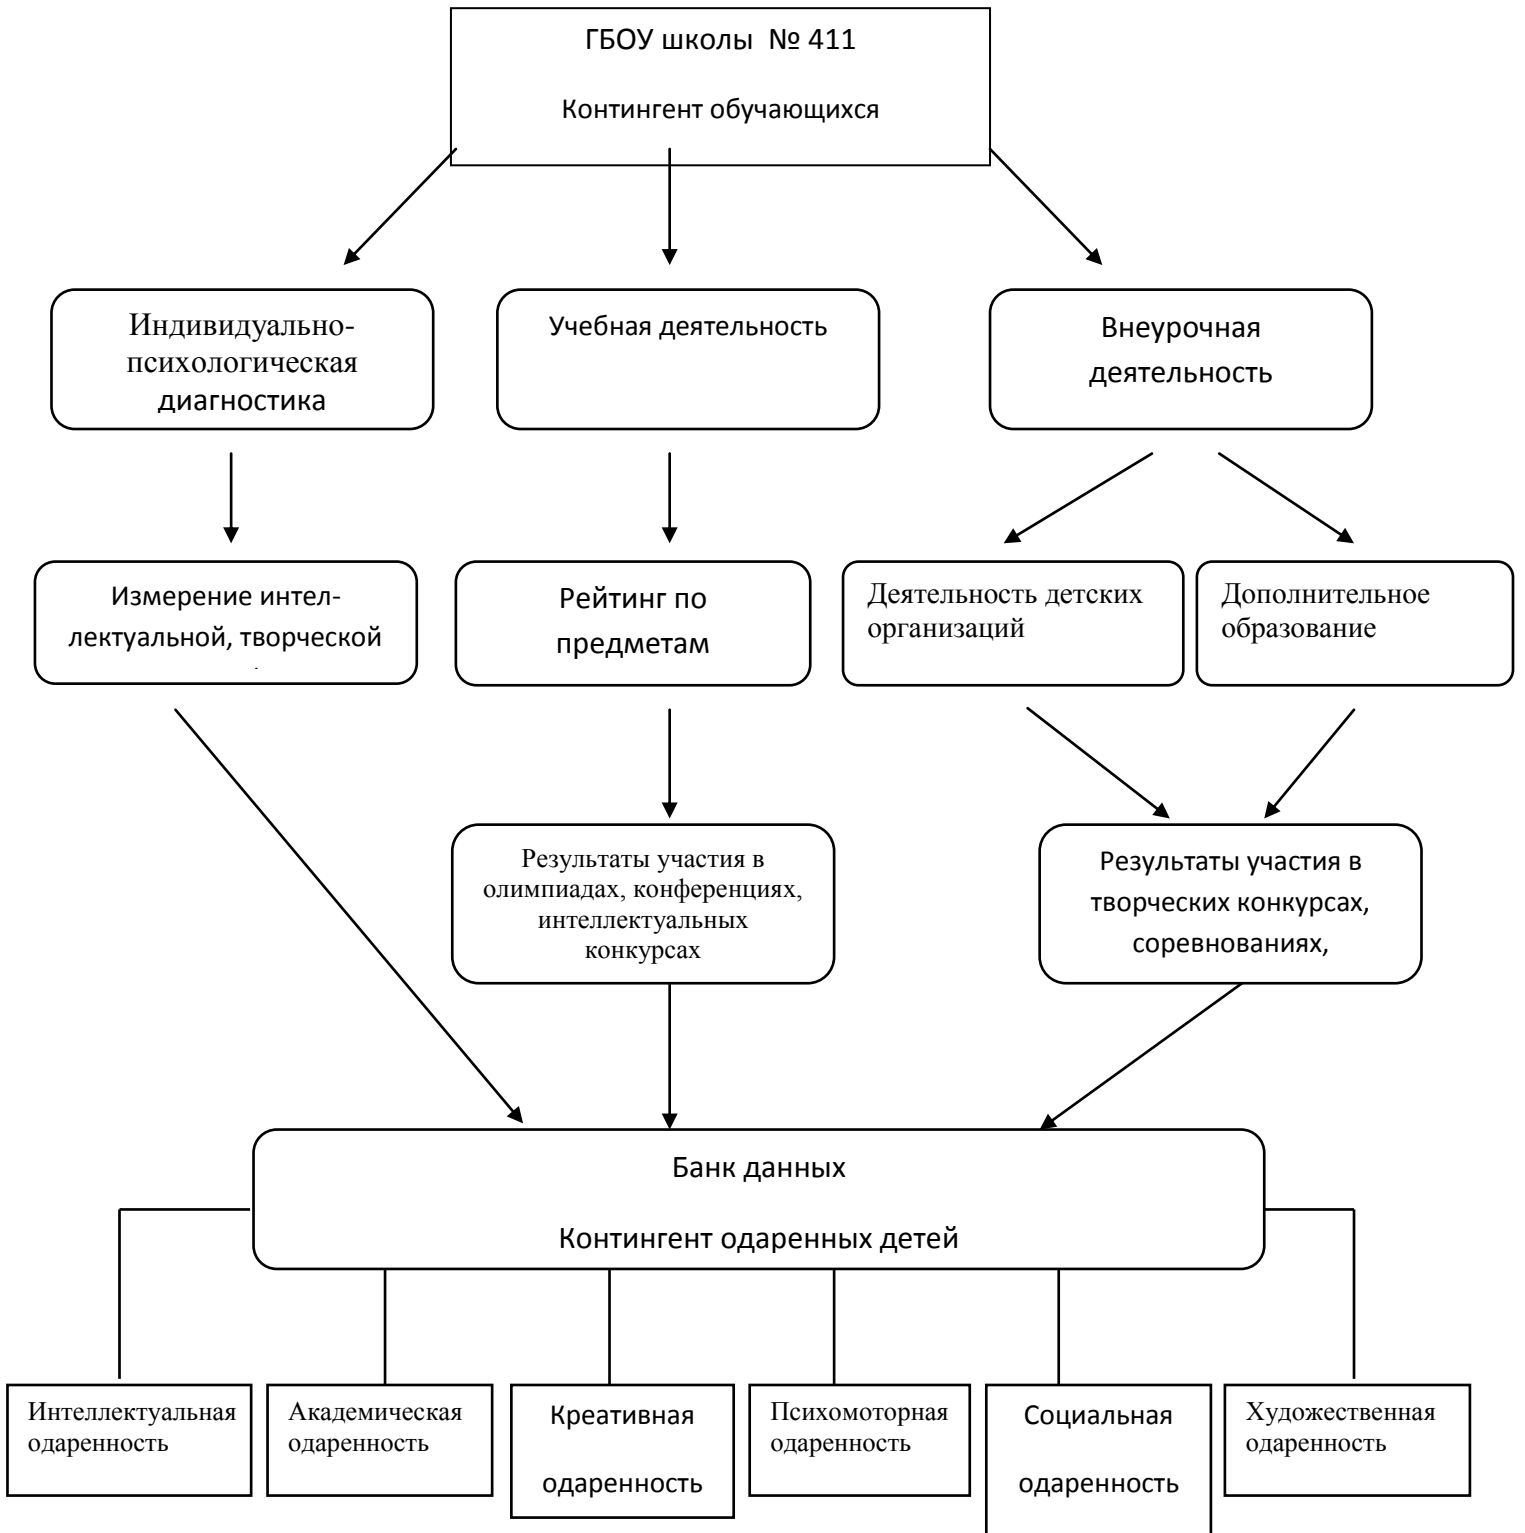 ГБОУ школы № 411
Контингент обучающихся
Индивидуально-
психологическая
диагностика
Учебная деятельность
Внеурочная
деятельность
Измерение интел-
лектуальной, творческой
Рейтинг по
предметам
Деятельность детских
организаций
Дополнительное
образование
Результаты участия в
олимпиадах, конференциях,
интеллектуальных
конкурсах
Результаты участия в
творческих конкурсах,
соревнованиях,
Банк данных
Контингент одаренных детей
Интеллектуальная
одаренность
Академическая
одаренность
Креативная
одаренность
Психомоторная
одаренность
Социальная
одаренность
Художественная
одаренность